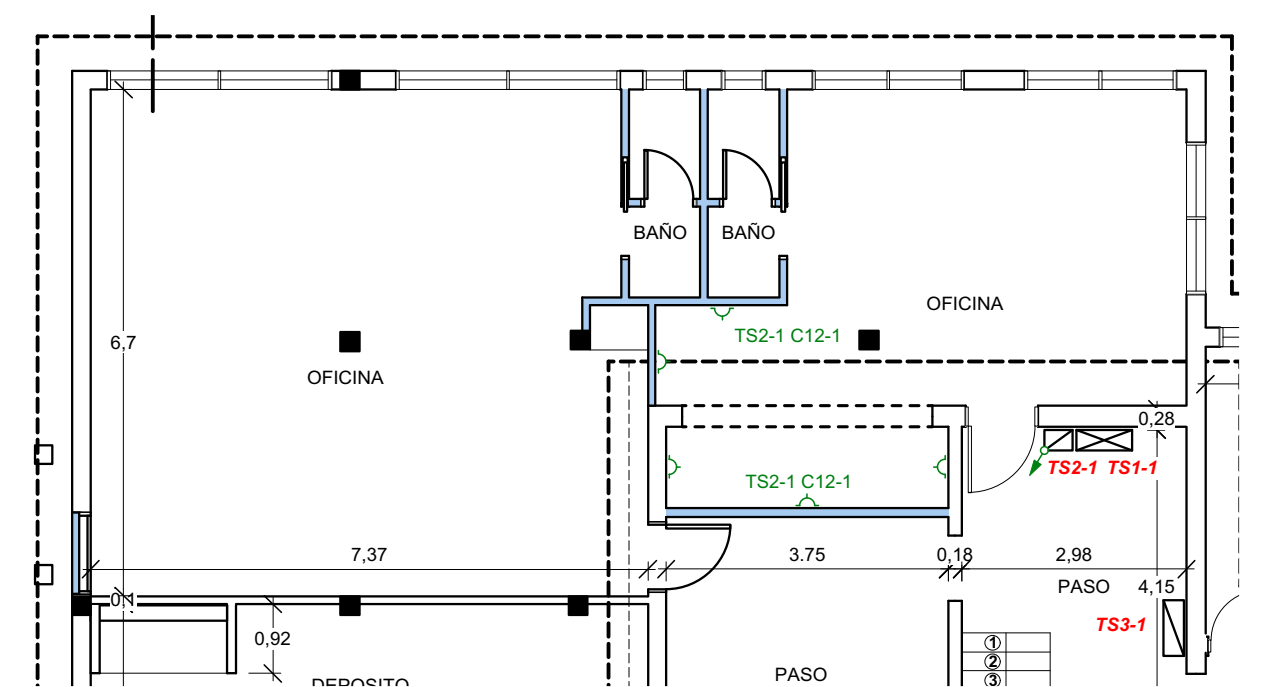 BAÑO
BAÑO
OFICINA
TS2-1 C12-1
6,7
OFICINA
0,28
TS2-1 TS1-1
TS2-1 C12-1
7,37
3.75
0,18
2,98
PASO
4,15
0,1
TS3-1
0,92
1
2
3
PASO
DEPOSITO